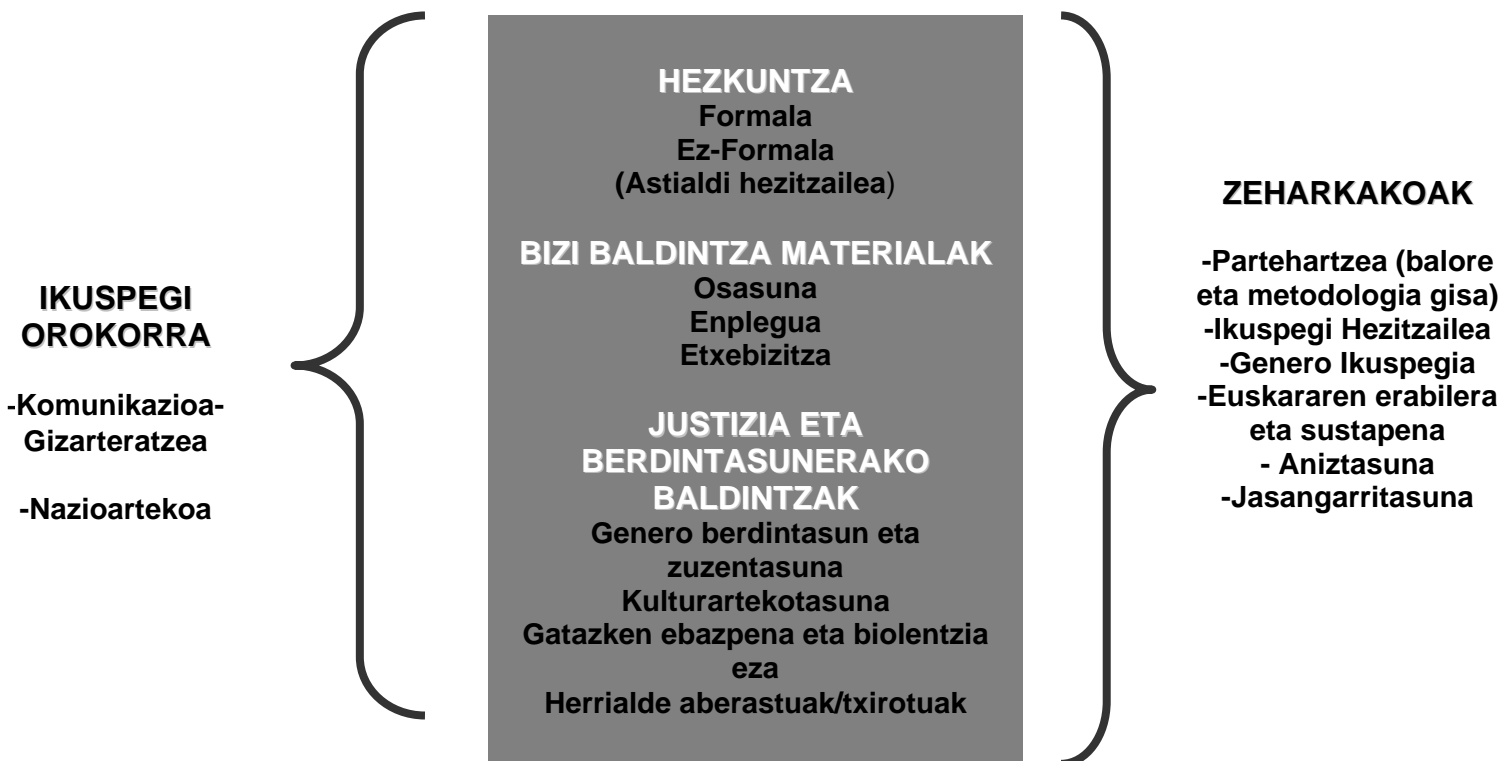 IKUSPEGI
OROKORRA
-Komunikazioa-
Gizarteratzea
-Nazioartekoa
HEZKUNTZA
Formala
Ez-Formala
(Astialdi hezitzailea)
BIZI BALDINTZA MATERIALAK
Osasuna
Enplegua
Etxebizitza
JUSTIZIA ETA
BERDINTASUNERAKO
BALDINTZAK
Genero berdintasun eta
zuzentasuna
Kulturartekotasuna
Gatazken ebazpena eta biolentzia
eza
Herrialde aberastuak/txirotuak
ZEHARKAKOAK
-Partehartzea (balore
eta metodologia gisa)
-Ikuspegi Hezitzailea
-Genero Ikuspegia
-Euskararen erabilera
eta sustapena
- Aniztasuna
-Jasangarritasuna